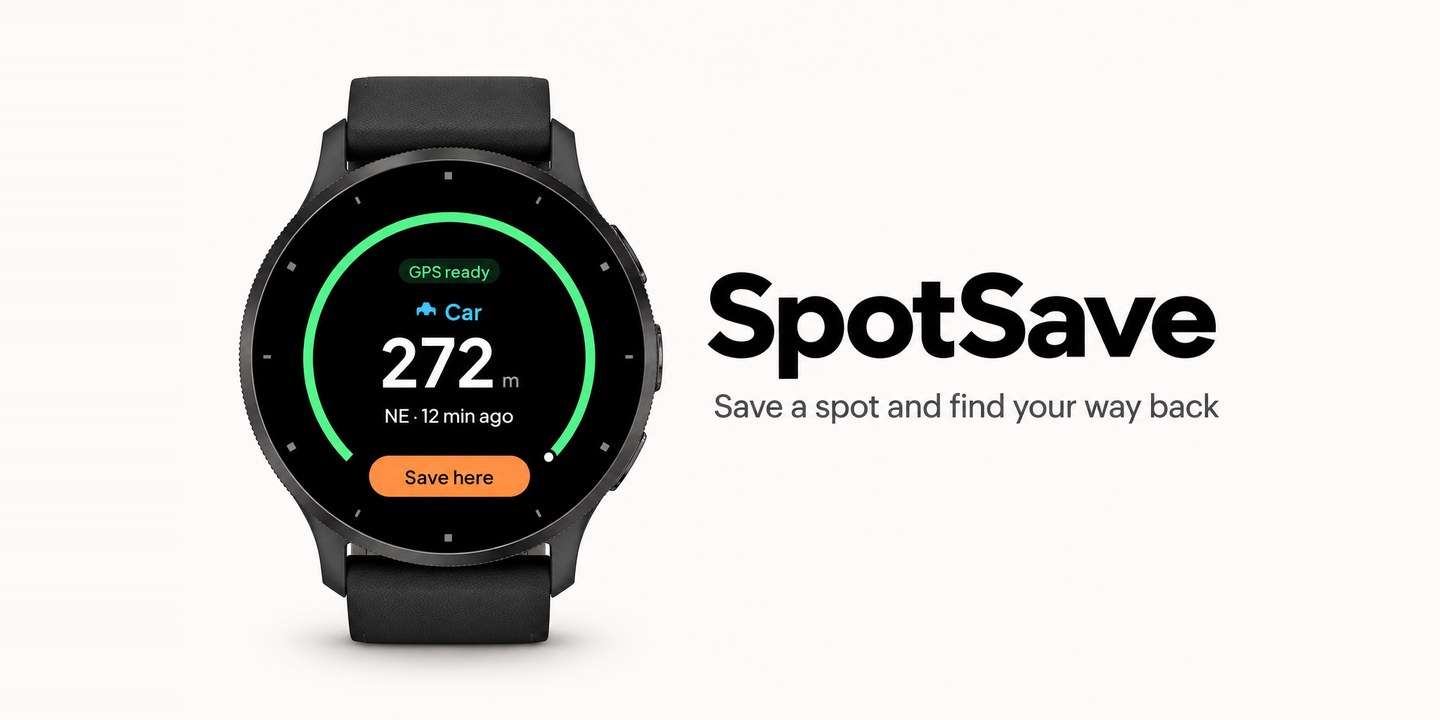 GPS ready
Car
272 m
NE · 12 min ago
Save here
SpotSave
Save a spot and find your way back